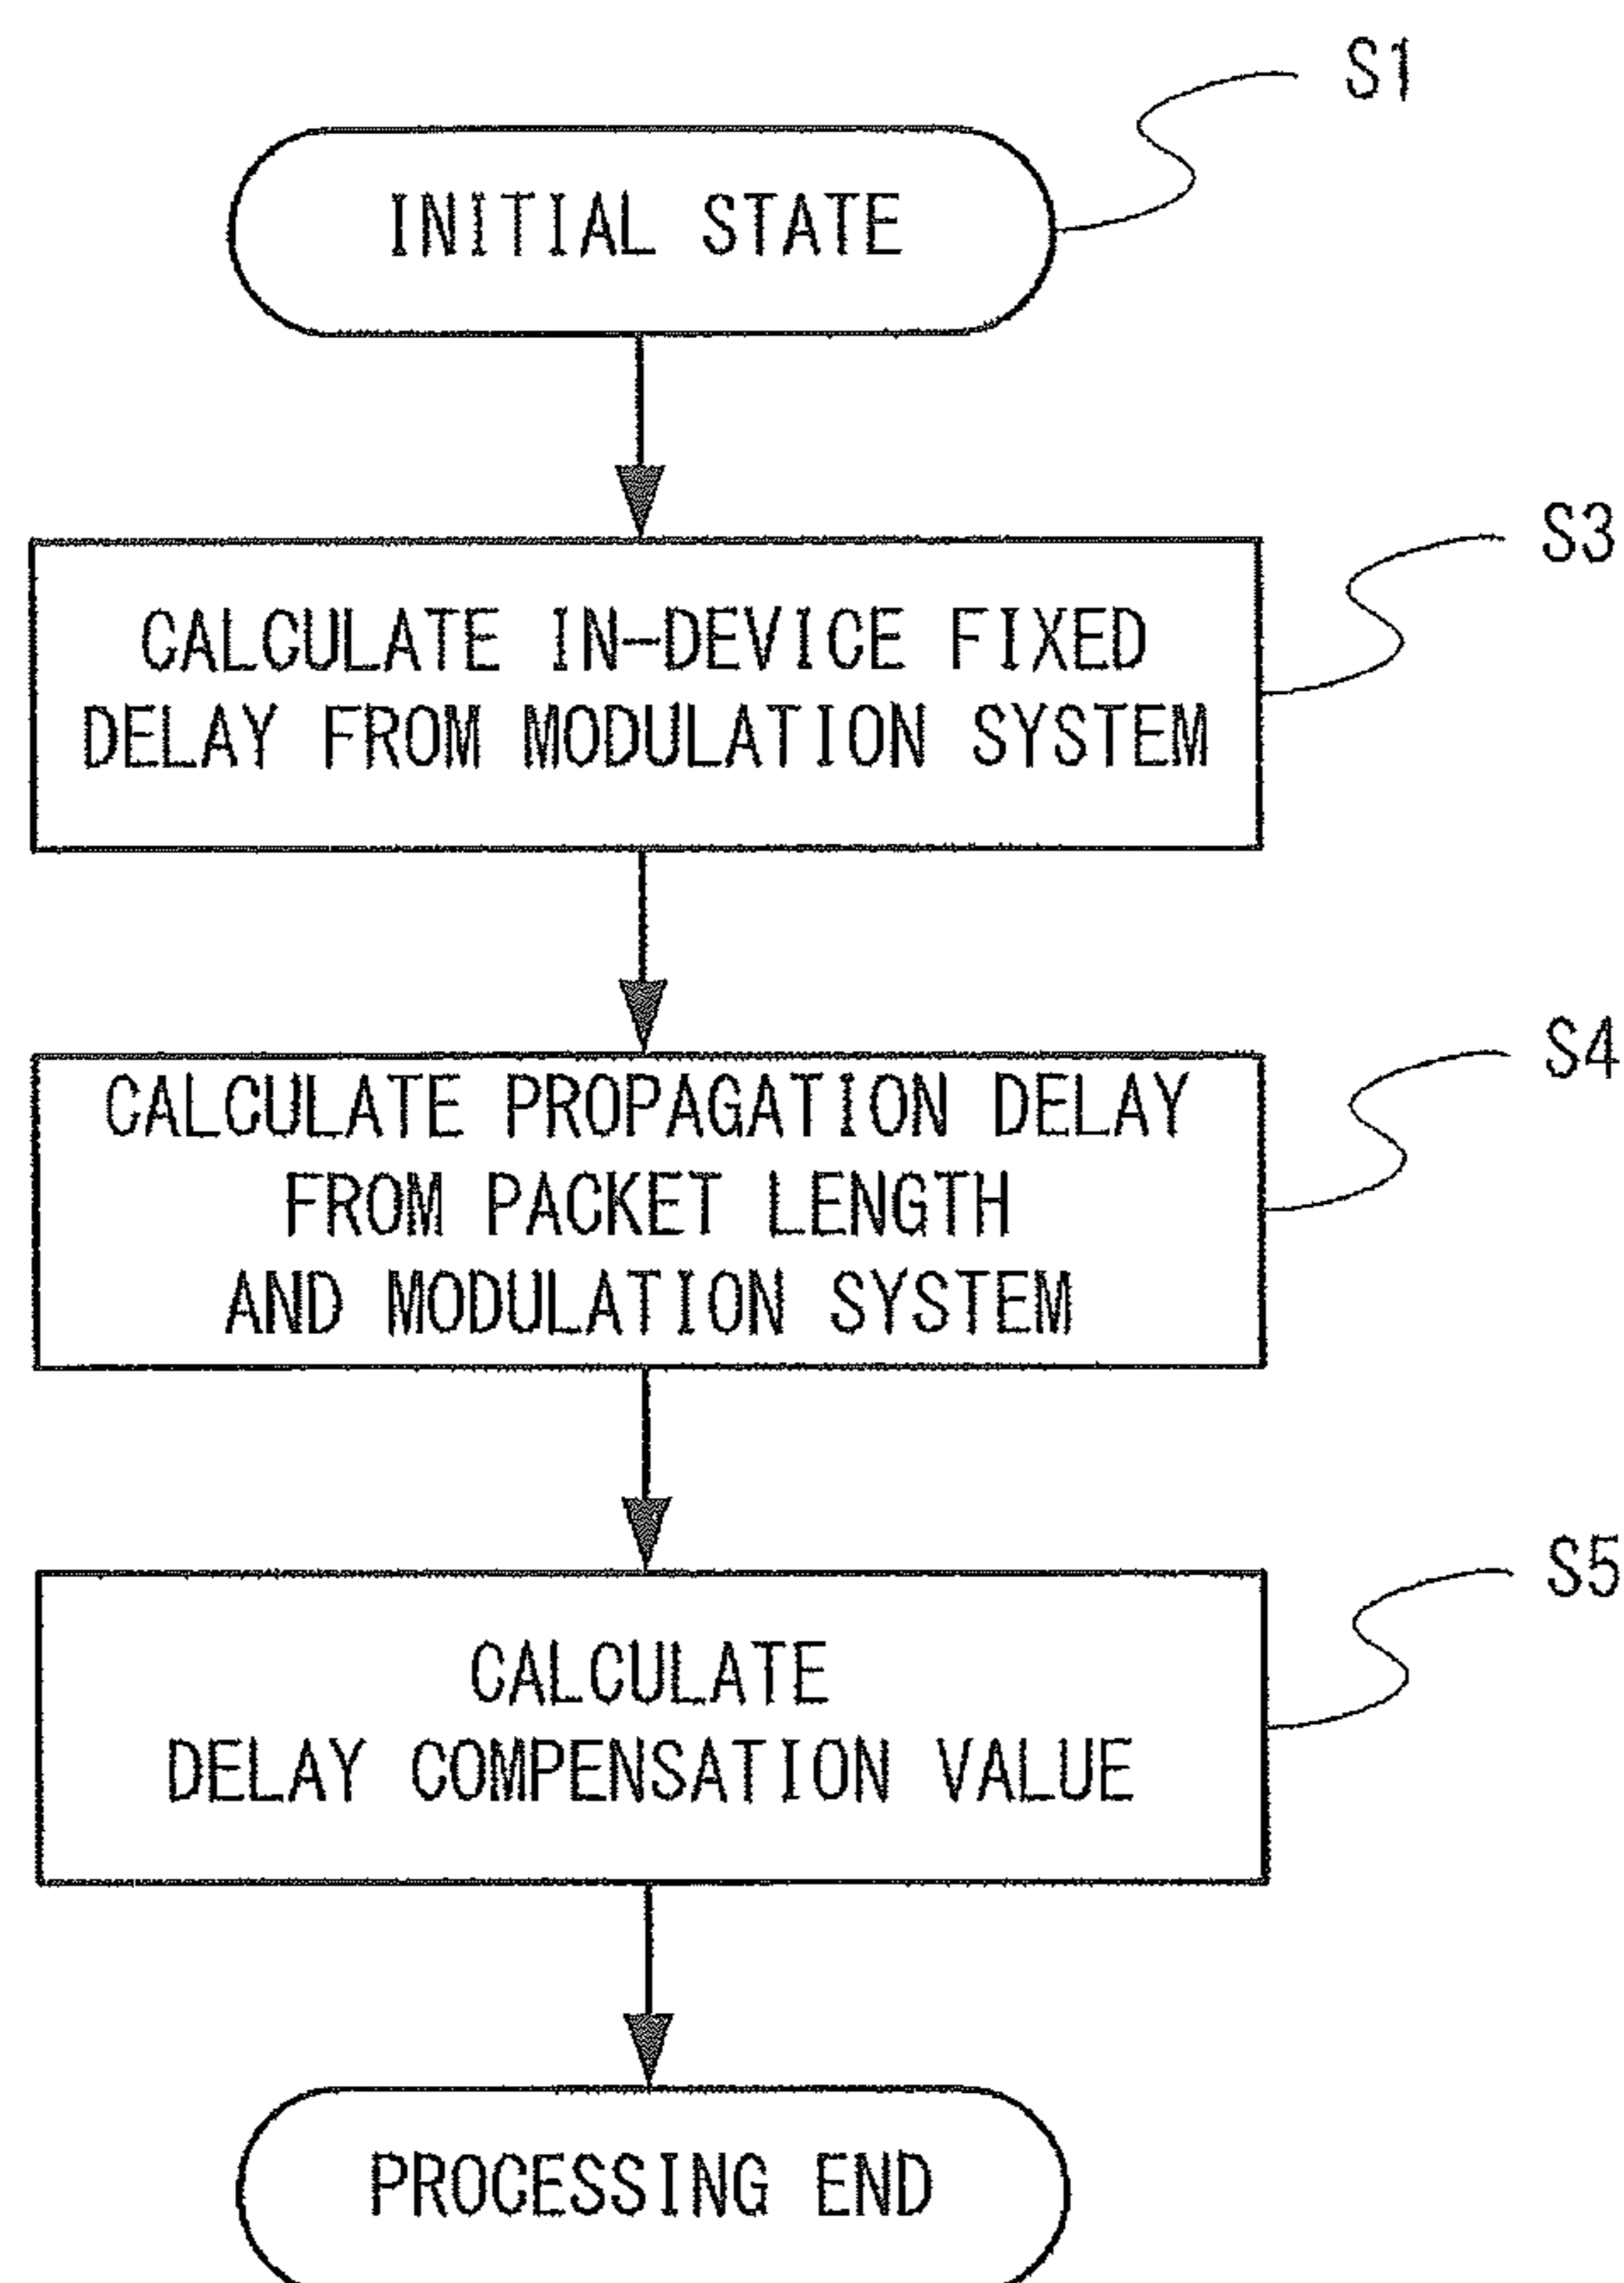 S1
INITIAL STATE
S3
CALCULATE IN-DEVICE FIXED
DELAY FROM MODULATION SYSTEM
S4
CALCULATE PROPAGATION DELAY
FROM PACKET LENGTH
AND MODULATION SYSTEM
S5
CALCULATE
DELAY COMPENSATION VALUE
PROCESSING END